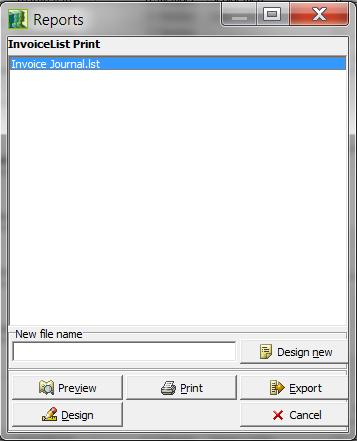 Reports
InvoiceList Print
Invoice Journal.lst
New file name
Design new
Preview
Print
Export
Design
Cancel